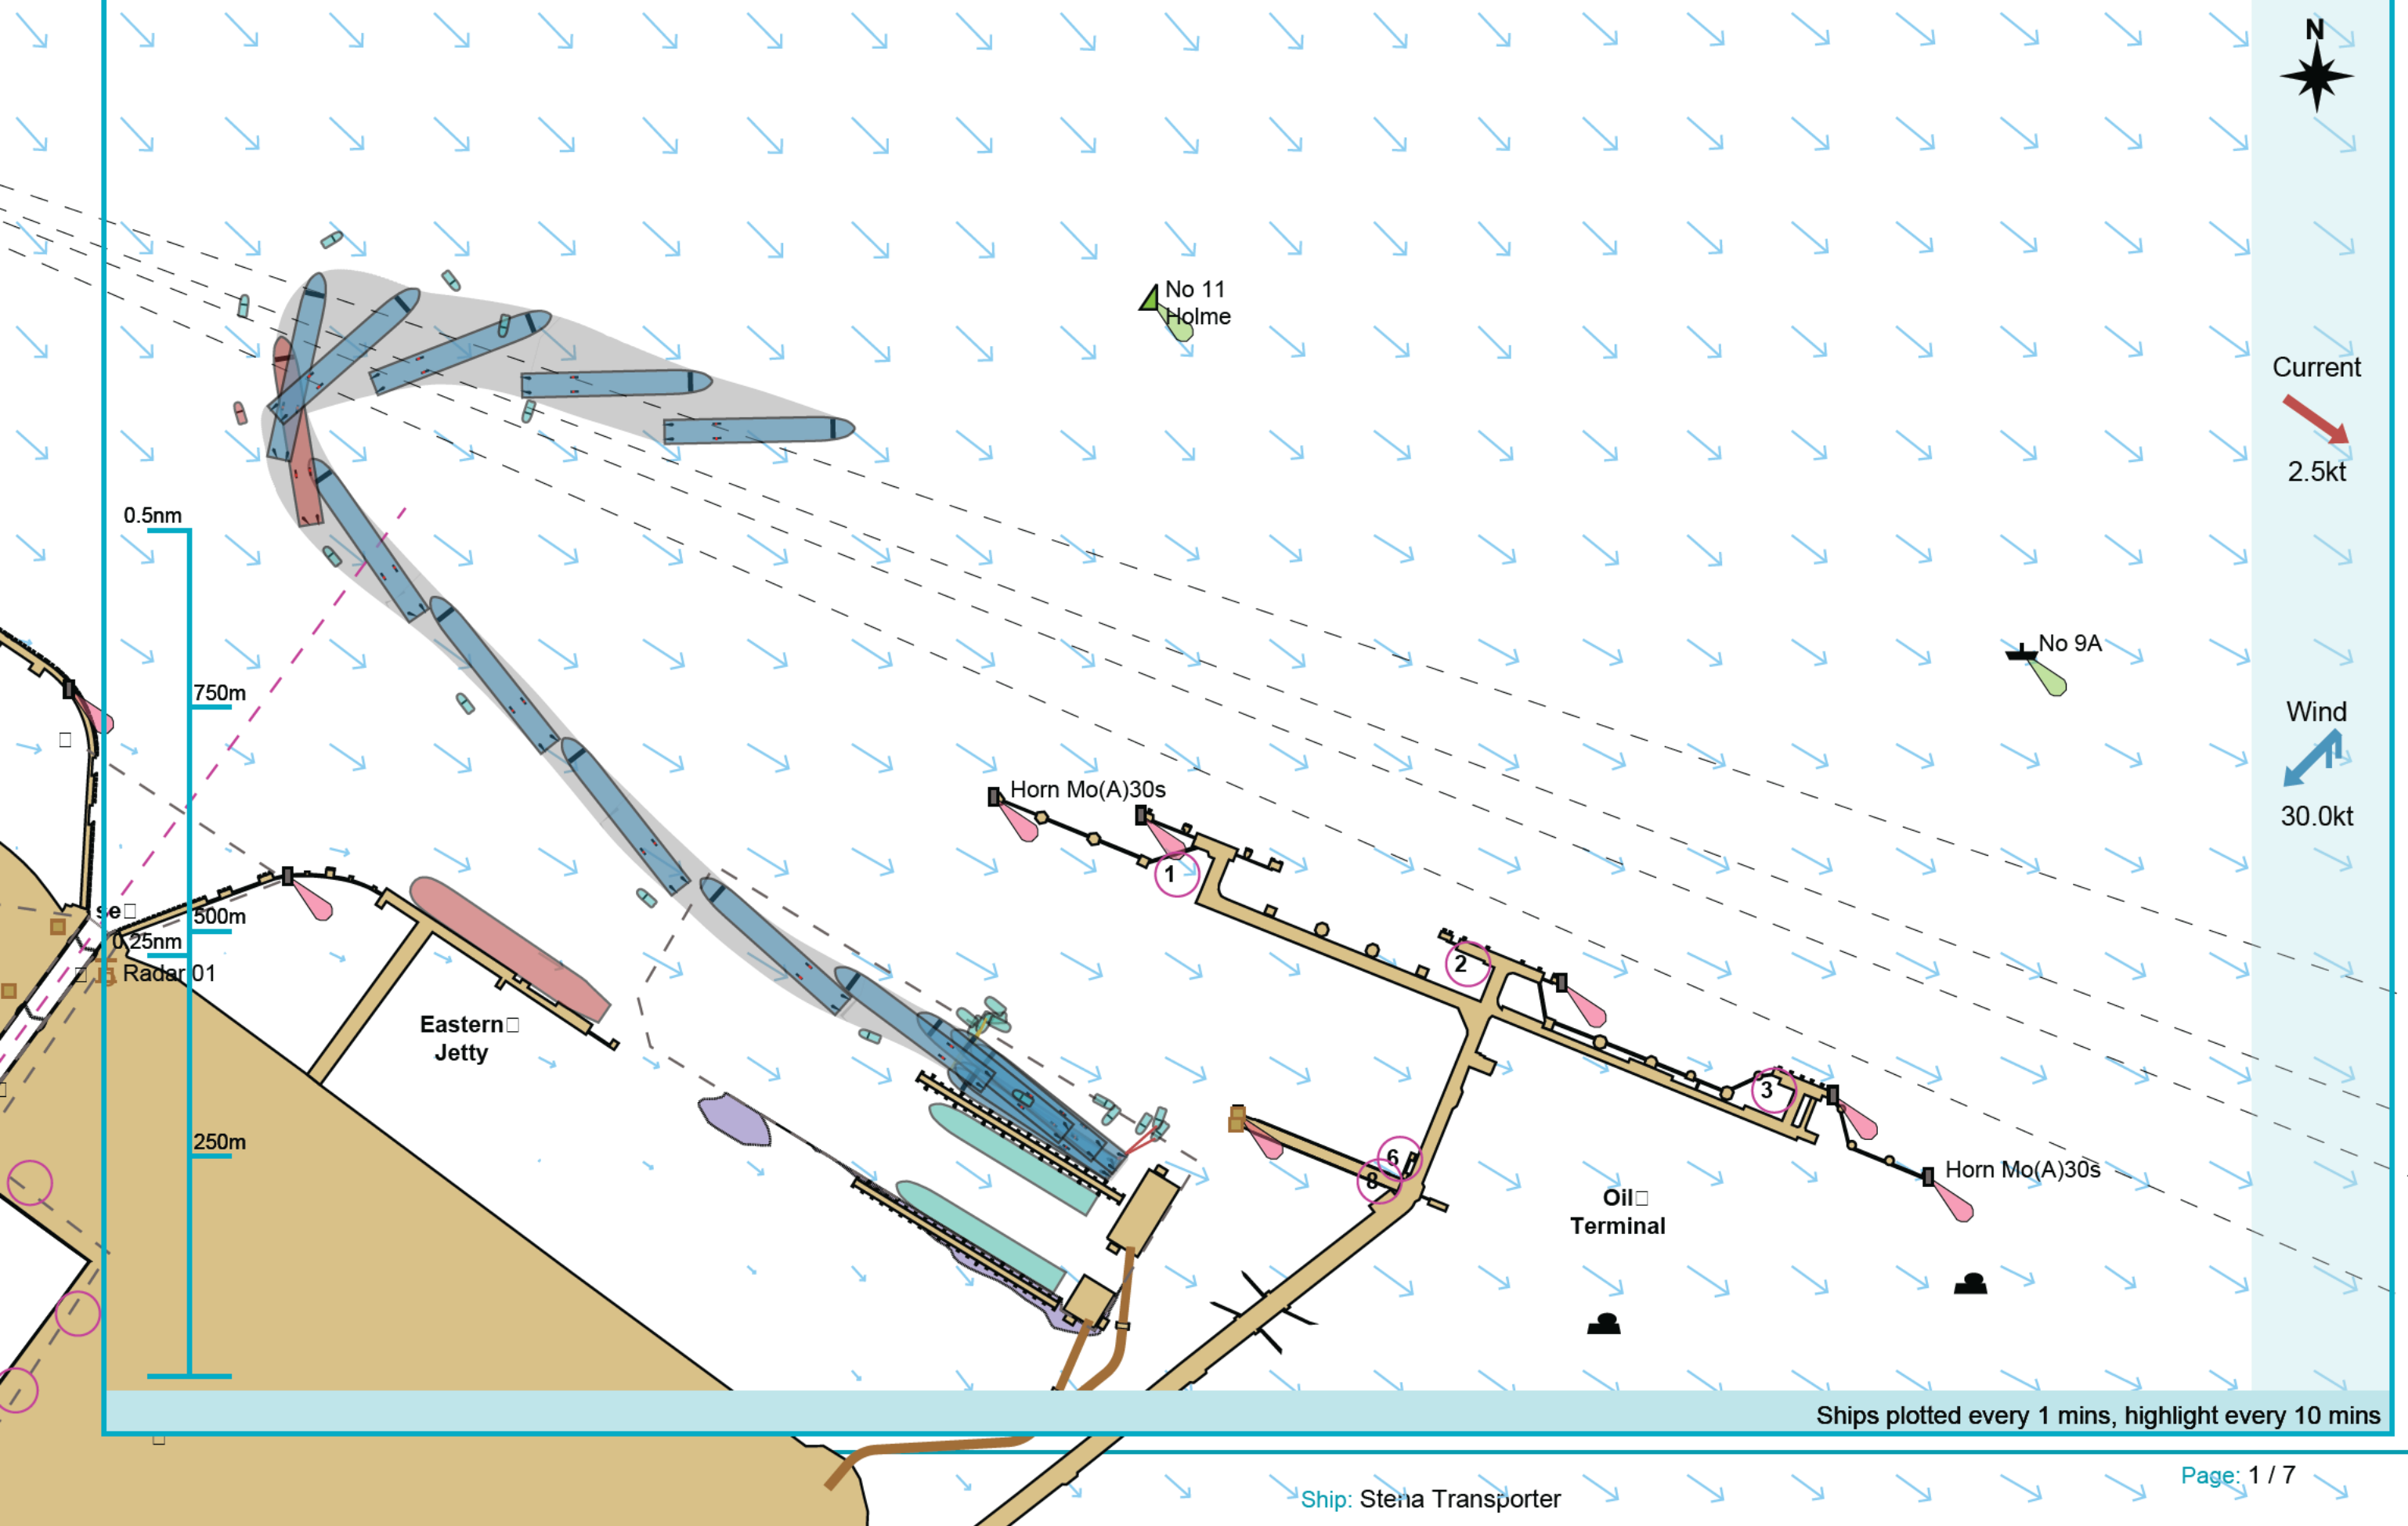 N
No 11
Holme
Current
2.5kt
0.5nm
No 9A
750m
Wind
Horn Mo(A)30s
30.0kt
1
se
500m
0.25nm
2
Radar 01
Eastern
Jetty
3
250m
6
Horn Mo(A)30s
8
Oil
Terminal
Ships plotted every 1 mins, highlight every 10 mins
Page: 1 / 7
Ship: Stena Transporter